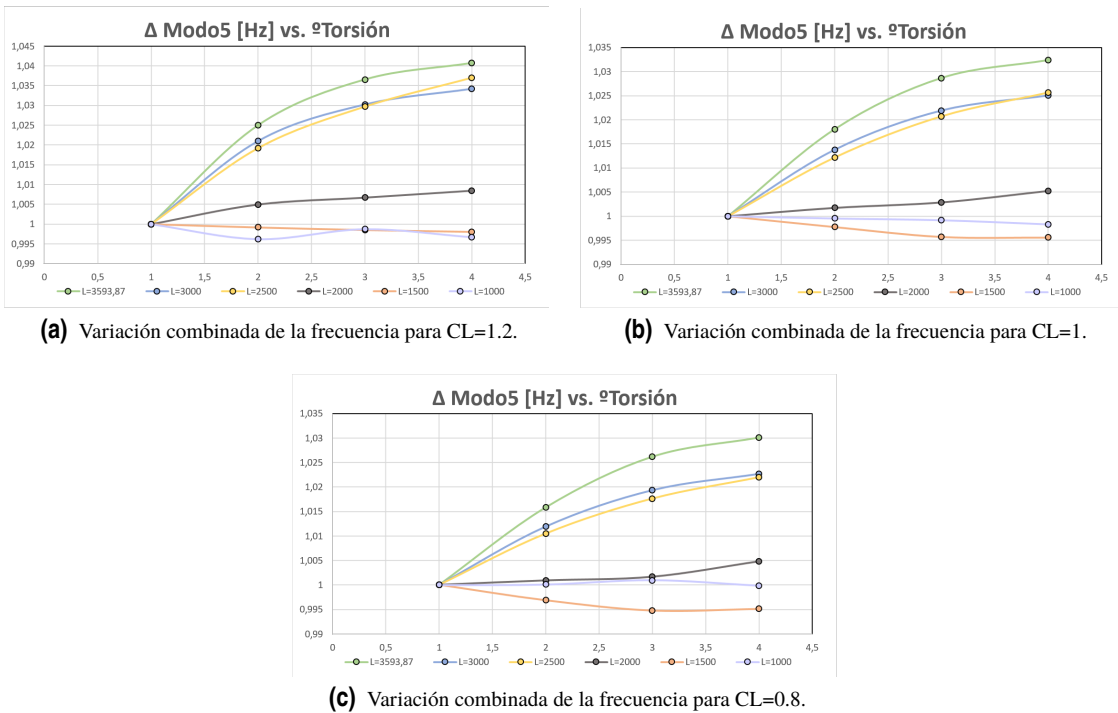 Δ Modo5 [Hz] vs. ºTorsión
1,045
1,04
1,035
1,03
1,025
1,02
1,015
1,01
1,005
1
0,995
0,99
0 0,5 1 1,5 2 2,5 3 3,5 4 4,5
L=3593,87 L=3000 L=2500 L=2000 L=1500 L=1000
(a) Variación combinada de la frecuencia para CL=1.2.
Δ Modo5 [Hz] vs. ºTorsión
1,035
1,03
1,025
1,02
1,015
1,01
1,005
1
0,995
0,99
0 0,5 1 1,5 2 2,5 3 3,5 4 4,5
L=3593,87 L=3000 L=2500 L=2000 L=1500 L=1000
(b) Variación combinada de la frecuencia para CL=1.
Δ Modo5 [Hz] vs. ºTorsión
1,035
1,03
1,025
1,02
1,015
1,01
1,005
1
0,995
0,99
0 0,5 1 1,5 2 2,5 3 3,5 4 4,5
L=3593,87 L=3000 L=2500 L=2000 L=1500 L=1000
(c) Variación combinada de la frecuencia para CL=0.8.